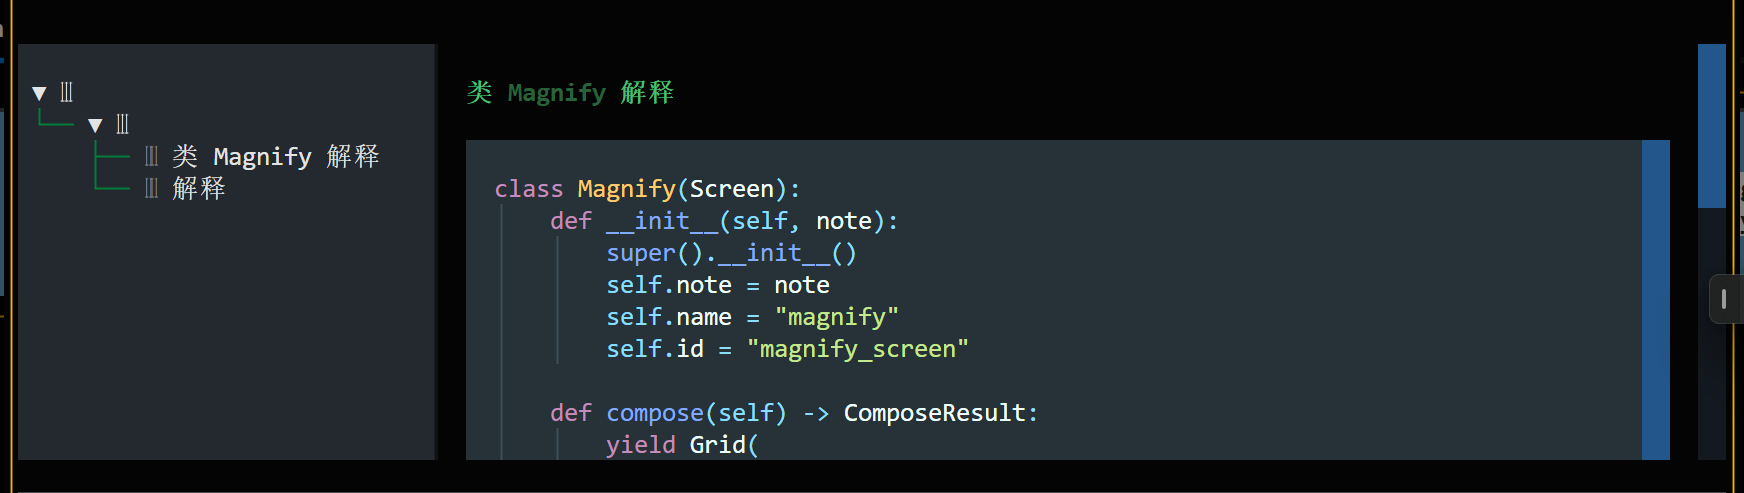 ▼ Ⅲ
▼ Ⅲ
Ⅲ 类 Magnify 解释
Ⅲ 解释
类 Magnify 解释
class Magnify(Screen):
    def __init__(self, note):
        super().__init__()
        self.note = note
        self.name = "magnify"
        self.id = "magnify_screen"
    def compose(self) -> ComposeResult:
        yield Grid(